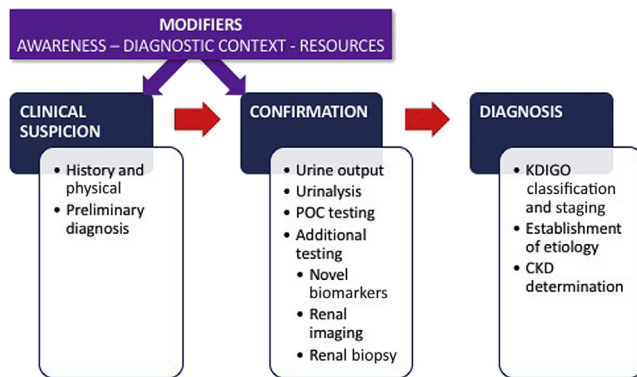 MODIFIERS
AWARENESS – DIAGNOSTIC CONTEXT - RESOURCES
CLINICAL
SUSPICION
• History and
physical
• Preliminary
diagnosis
CONFIRMATION
• Urine output
• Urinalysis
• POC testing
• Additional
testing
• Novel
biomarkers
• Renal
imaging
• Renal biopsy
DIAGNOSIS
• KDIGO
classification
and staging
• Establishment
of etiology
• CKD
determination